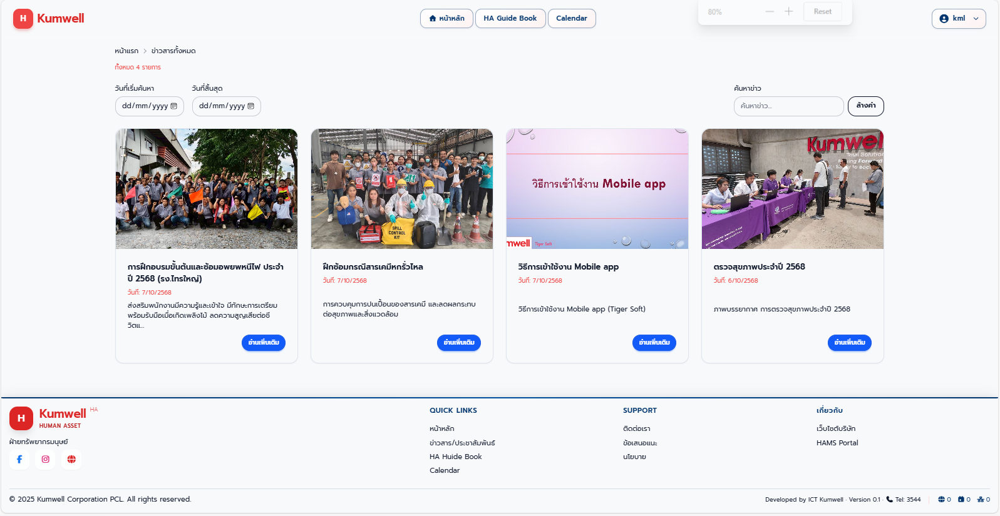 H Kumwell
หน้าหลัก HA Guide Book Calendar
80% Reset
kml
หน้าแรก > ข่าวสารทั้งหมด
ทั้งหมด 4 รายการ
วันที่เริ่มค้นหา วันที่สิ้นสุด ค้นหาข่าว
dd/mm/yyyy dd/mm/yyyy ค้นหาข่าว... ล้างค่า
SPILL
CONTROL
KIT
วิธีการเข้าใช้งาน Mobile app
mwell Tiger Soft
Kumwel
Total Solution
ing Forward
to soc
การฝึกอบรมขั้นต้นและซ้อมอพยพหนีไฟ ประจำ
ปี 2568 (รง.ไทรใหญ่)
วันที่: 7/10/2568
ส่งสริมพนักงานมีความรู้และเข้าใจ มีทักษะการเตรียม
พร้อมรับมือเมื่อเกิดเพลิงไม้ ลดความสูญเสียต่อชี
วิตแ...
อ่านเพิ่มเติม
ฝึกซ้อมกรณีสารเคมีหกรั่วไหล
วันที่: 7/10/2568
การควบคุมการปนเปื้อนของสารเคมี และลดผลกระทบ
ต่อสุขภาพและสิ่งแวดล้อม
อ่านเพิ่มเติม
วิธีการเข้าใช้งาน Mobile app
วันที่: 7/10/2568
วิธีการเข้าใช้งาน Mobile app (Tiger Soft)
อ่านเพิ่มเติม
ตรวจสุขภาพประจำปี 2568
วันที่: 6/10/2568
ภาพบรรยากาศ การตรวจสุขภาพประจำปี 2568
อ่านเพิ่มเติม
H Kumwell HA
HUMAN ASSET
ฝ่ายทรัพยากรมนุษย์
QUICK LINKS
หน้าหลัก
ข่าวสาร/ประชาสัมพันธ์
HA Huide Book
Calendar
SUPPORT
ติดต่อเรา
ข้อเสนอแนะ
นโยบาย
เกี่ยวกับ
เว็บไซต์บริษัท
HAMS Portal
© 2025 Kumwell Corporation PCL. All rights reserved.
Developed by ICT Kumwell · Version 0.1 · Tel: 3544 0 0 0